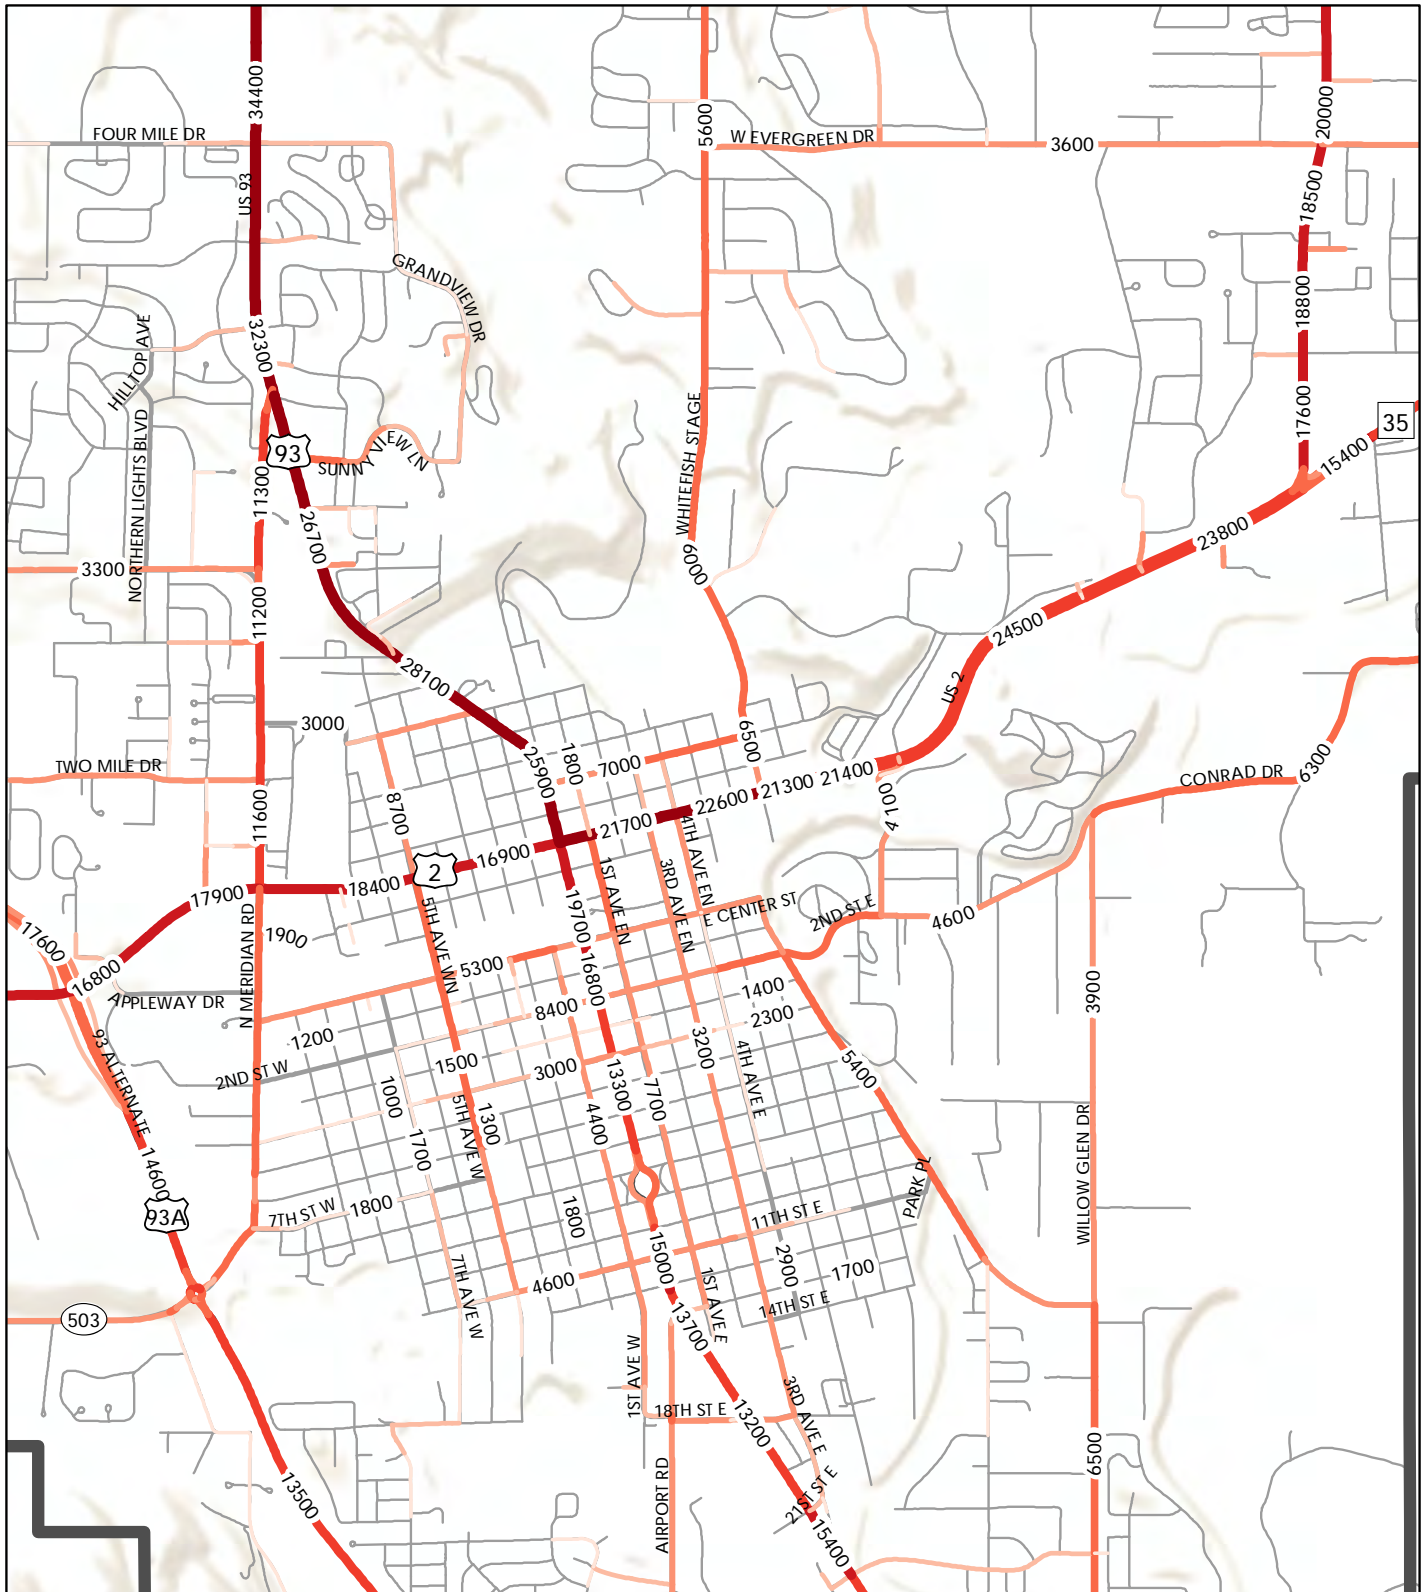 34400
5600
20000
FOUR MILE DR
W EVERGREEN DR
3600
US 93
18500
GRANDVIEW DR
18800
32300
HILLTOP AVE
NORTHERN LIGHTS BLVD
WHITEFISH STAGE
17600
35
15400
93
SUNNYVIEW LN
11300
26700
23800
6000
3300
11200
24500
28100
US 2
3000
6500
25900
1800
7000
TWO MILE DR
21400
21300
22600
CONRAD DR
6300
4100
8700
11600
21700
4TH AVE EN
16900
2
18400
17900
1ST AVE EN
3RD AVE EN
5TH AVE WN
19700
E CENTER ST
2ND ST E
4600
17600
N MERIDIAN RD
1900
16800
5300
16800
APPLEWAY DR
1400
3900
8400
2300
1200
93 ALTERNATE
1500
3000
3200
4TH AVE E
5400
2ND ST W
1000
13300
7700
5TH AVE W
1300
4400
1700
14600
WILLOW GLEN DR
PARK PL
93A
7TH ST W
1800
1800
11TH ST E
15000
2900
1700
4600
7TH AVE W
1ST AVE E
14TH ST E
503
13700
1ST AVE W
3RD AVE E
18TH ST E
13200
6500
13500
AIRPORT RD
21ST ST E
15400